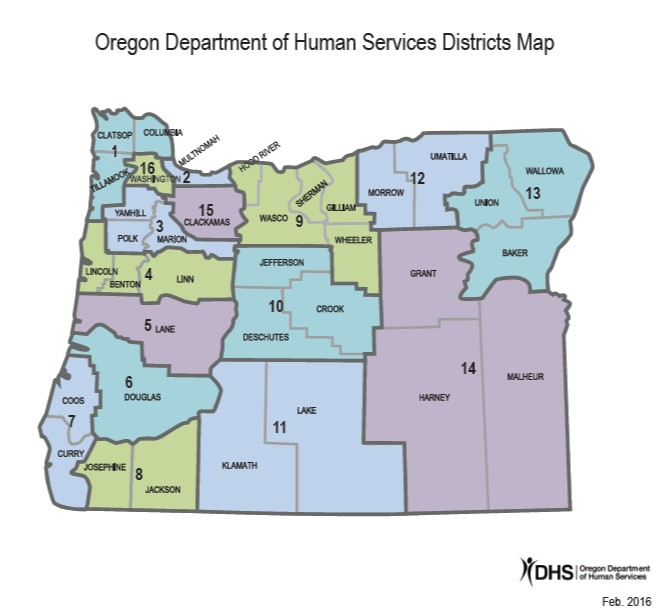 Oregon Department of Human Services Districts Map
CLATSOP
COLUMBIA
1
TILLAMOOK
16
WASHINGTON
MULTNOMAH
2
HOOD RIVER
WASCO
SHERMAN
9
GILLIAM
WHEELER
MORROW
12
UMATILLA
UNION
WALLOWA
13
BAKER
YAMHILL
3
POLK
MARION
15
CLACKAMAS
LINCOLN
BENTON
4
LINN
JEFFERSON
10
CROOK
DESCHUTES
GRANT
5 LANE
6
DOUGLAS
COOS
7
CURRY
JOSEPHINE
8
JACKSON
KLAMATH
11
LAKE
HARNEY
14
MALHEUR
DHS
Oregon Department
of Human Services
Feb. 2016